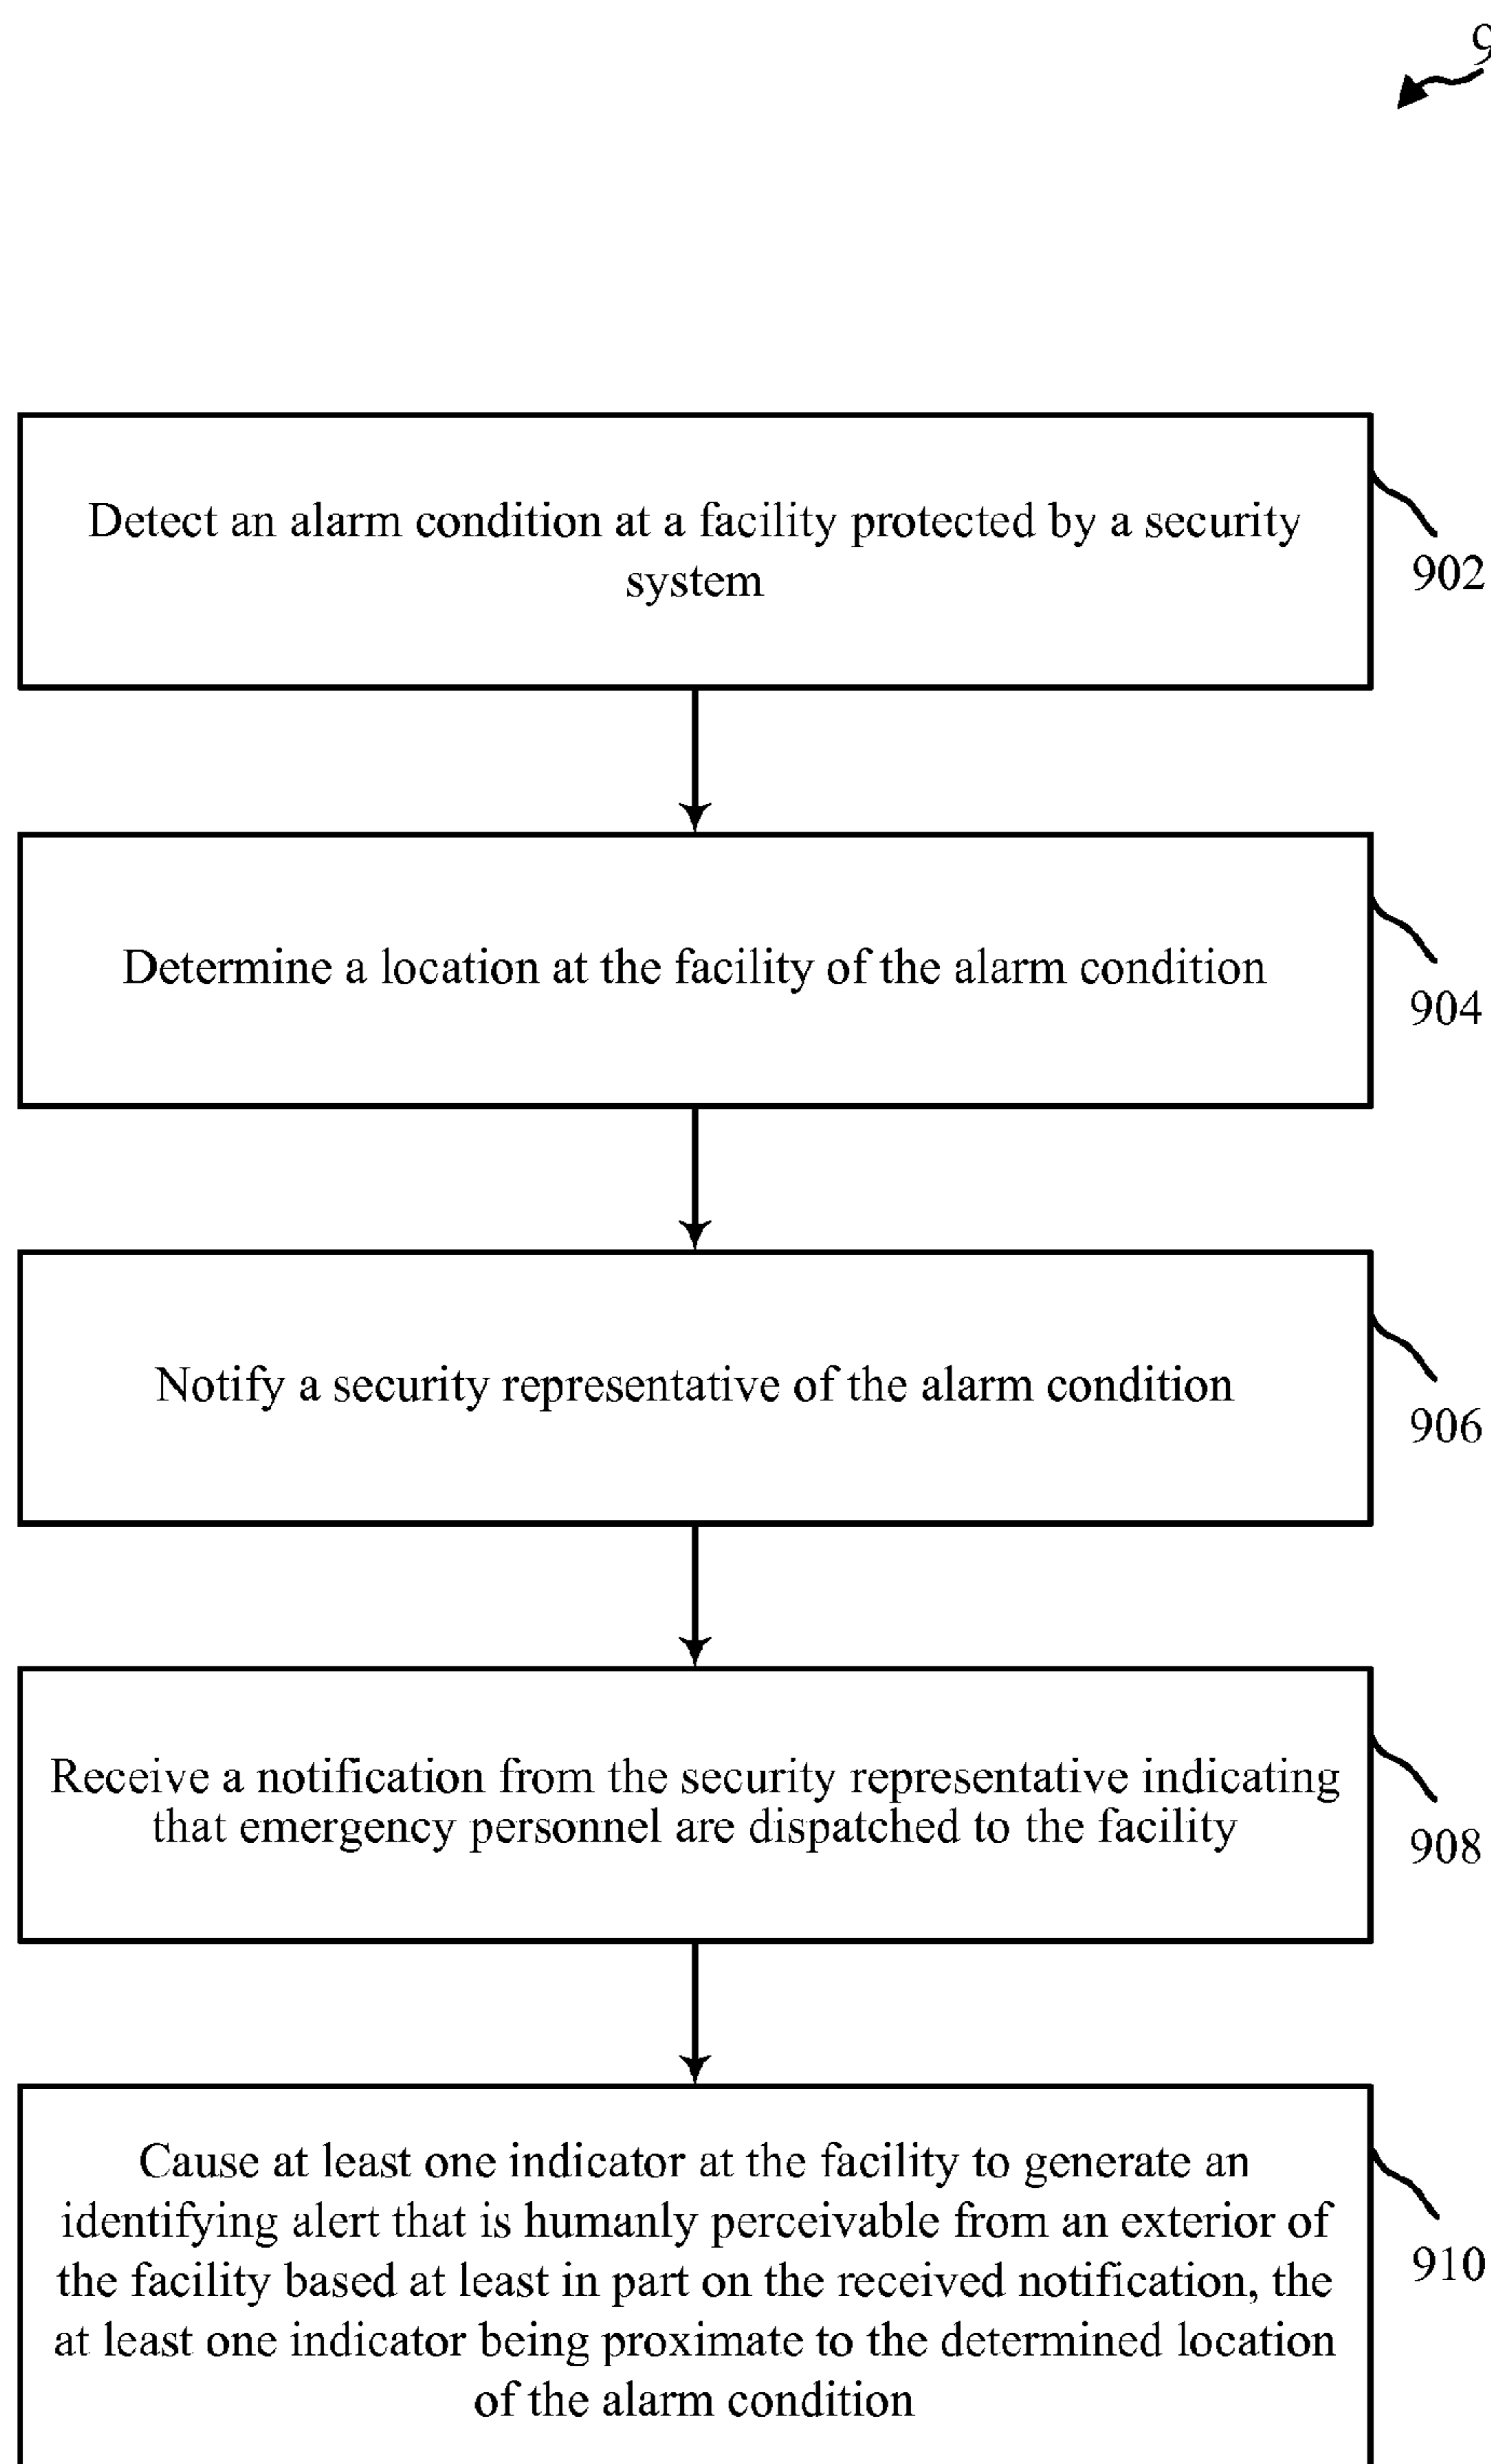 Detect an alarm condition at a facility protected by a security
system
902
Determine a location at the facility of the alarm condition
904
Notify a security representative of the alarm condition
906
Receive a notification from the security representative indicating
that emergency personnel are dispatched to the facility
908
Cause at least one indicator at the facility to generate an
identifying alert that is humanly perceivable from an exterior of
the facility based at least in part on the received notification, the
at least one indicator being proximate to the determined location
of the alarm condition
910